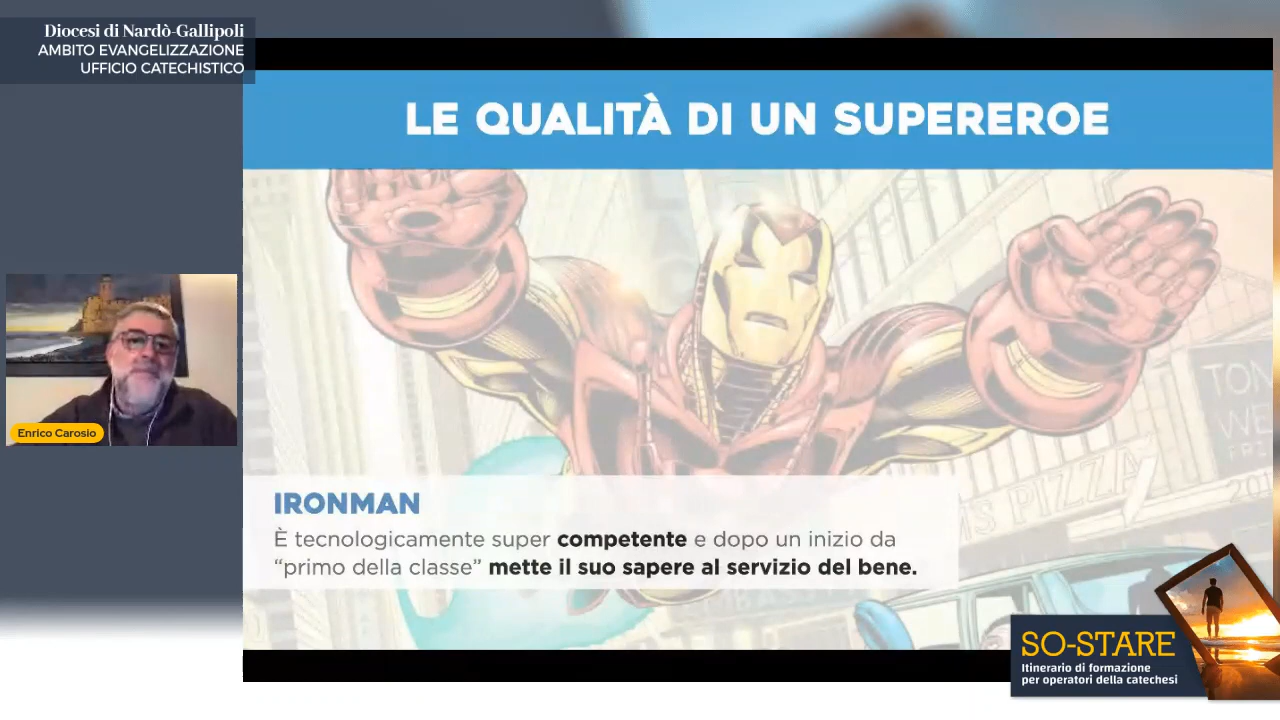 Diocesi di Nardò-Gallipoli
AMBITO EVANGELIZZAZIONE
UFFICIO CATECHISTICO
LE QUALITÀ DI UN SUPEREROE
Enrico Carosio
IRONMAN
È tecnologicamente super competente e dopo un inizio da
“primo della classe” mette il suo sapere al servizio del bene.
PIZZA
SO-STARE
Itinerario di formazione
per operatori della catechesi